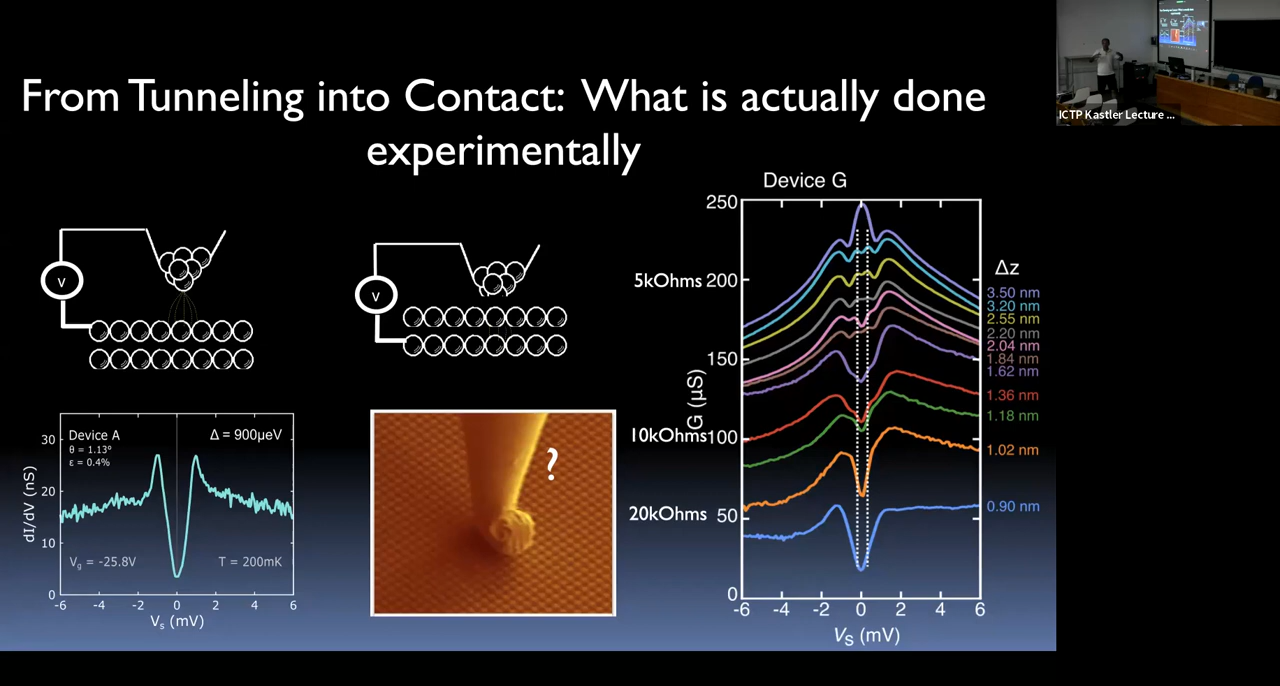 From Tunneling into Contact: What is actually done
experimentally
ICTP Kastler Lecture ...
V
V
Device A
θ = 1.13°
ε = 0.4%
Δ = 900μeV
Vg = -25.8V
T = 200mK
dI/dV (nS)
30
20
10
0
-6 -4 -2 0 2 4 6
Vs (mV)
?
Device G
G (μS)
250
200
150
100
50
0
5kOhms
10kOhms
20kOhms
-6 -4 -2 0 2 4 6
VS (mV)
Δz
3.50 nm
3.20 nm
2.55 nm
2.20 nm
2.04 nm
1.84 nm
1.62 nm
1.36 nm
1.18 nm
1.02 nm
0.90 nm